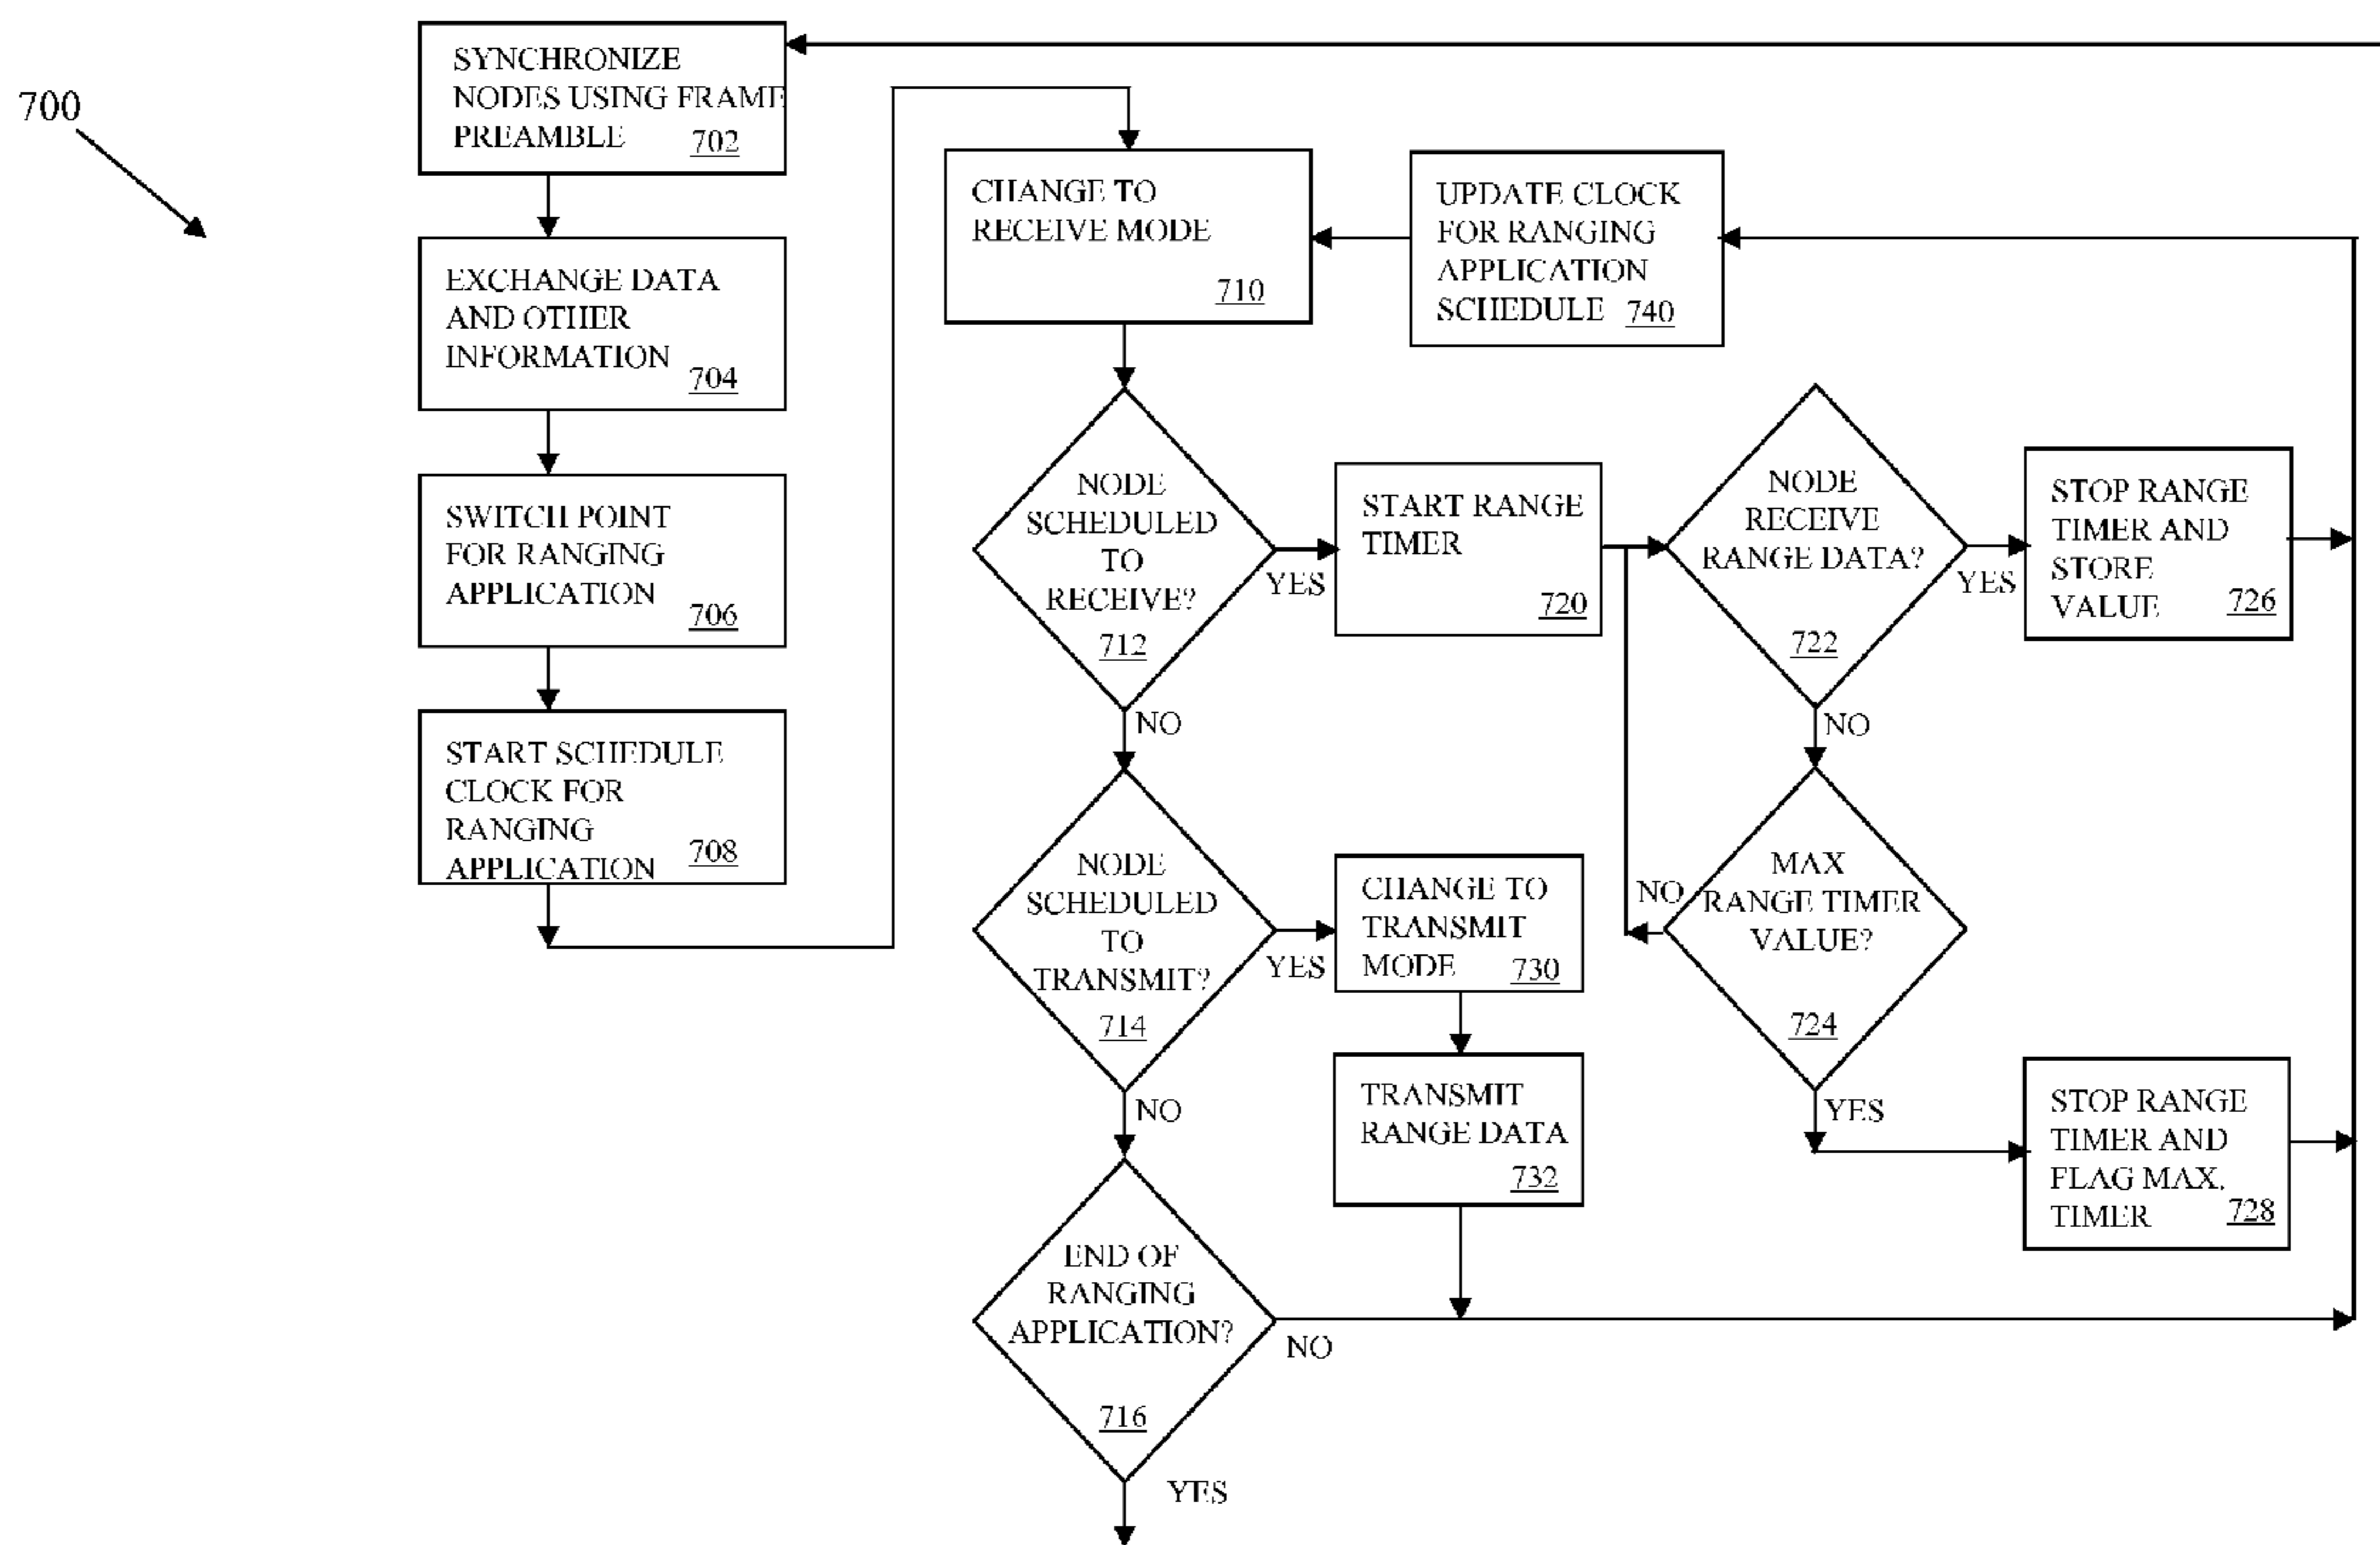 700
SYNCHRONIZE
NODES USING FRAME
PREAMBLE 702
EXCHANGE DATA
AND OTHER
INFORMATION
704
SWITCH POINT
FOR RANGING
APPLICATION
706
START SCHEDULE
CLOCK FOR
RANGING
APPLICATION 708
CHANGE TO
RECEIVE MODE
710
UPDATE CLOCK
FOR RANGING
APPLICATION
SCHEDULE 740
NODE
SCHEDULED
TO
RECEIVE?
712
YES
NO
START RANGE
TIMER
720
NODE
RECEIVE
RANGE DATA?
722
YES
NO
STOP RANGE
TIMER AND
STORE
VALUE 726
NODE
SCHEDULED
TO
TRANSMIT?
714
YES
NO
CHANGE TO
TRANSMIT
MODE 730
TRANSMIT
RANGE DATA
732
MAX
RANGE TIMER
VALUE?
724
NO
YES
STOP RANGE
TIMER AND
FLAG MAX.
TIMER 728
END OF
RANGING
APPLICATION?
716
NO
YES